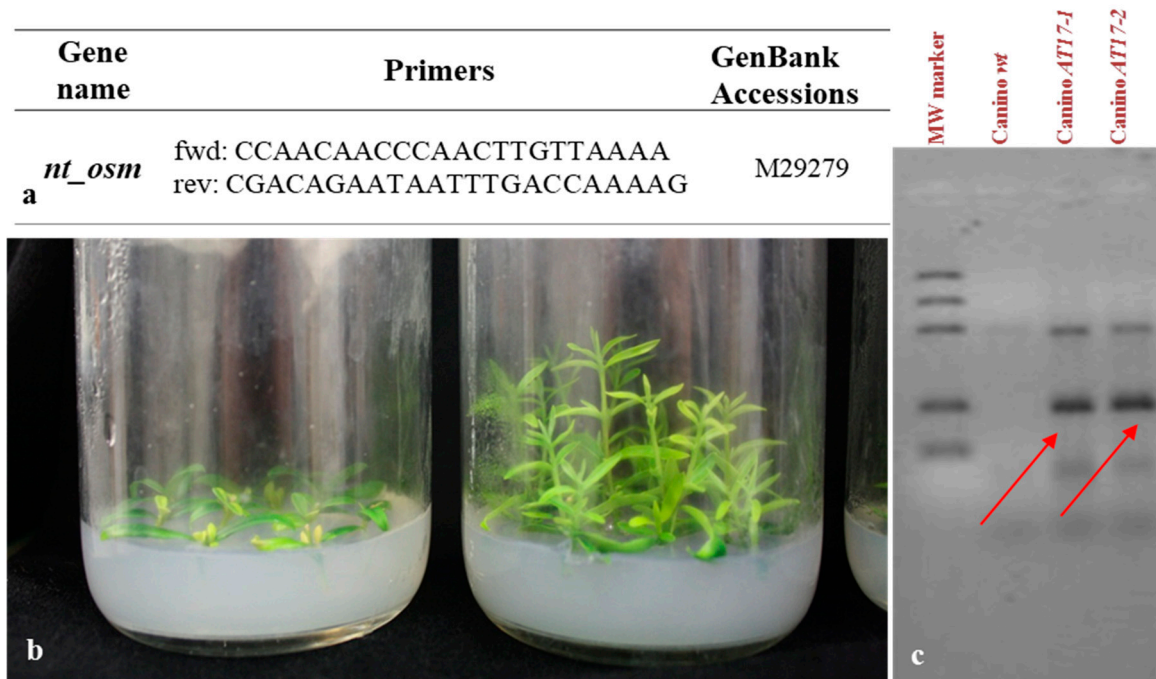 Gene name
Primers
GenBank Accessions
nt_osm
fwd: CCAACAACCCAACTTGTTAAAA
rev: CGACAGAATAATTTGACCAAAAG
M29279
a
b
MW marker
Canino wt
Canino AT17-1
Canino AT17-2
c